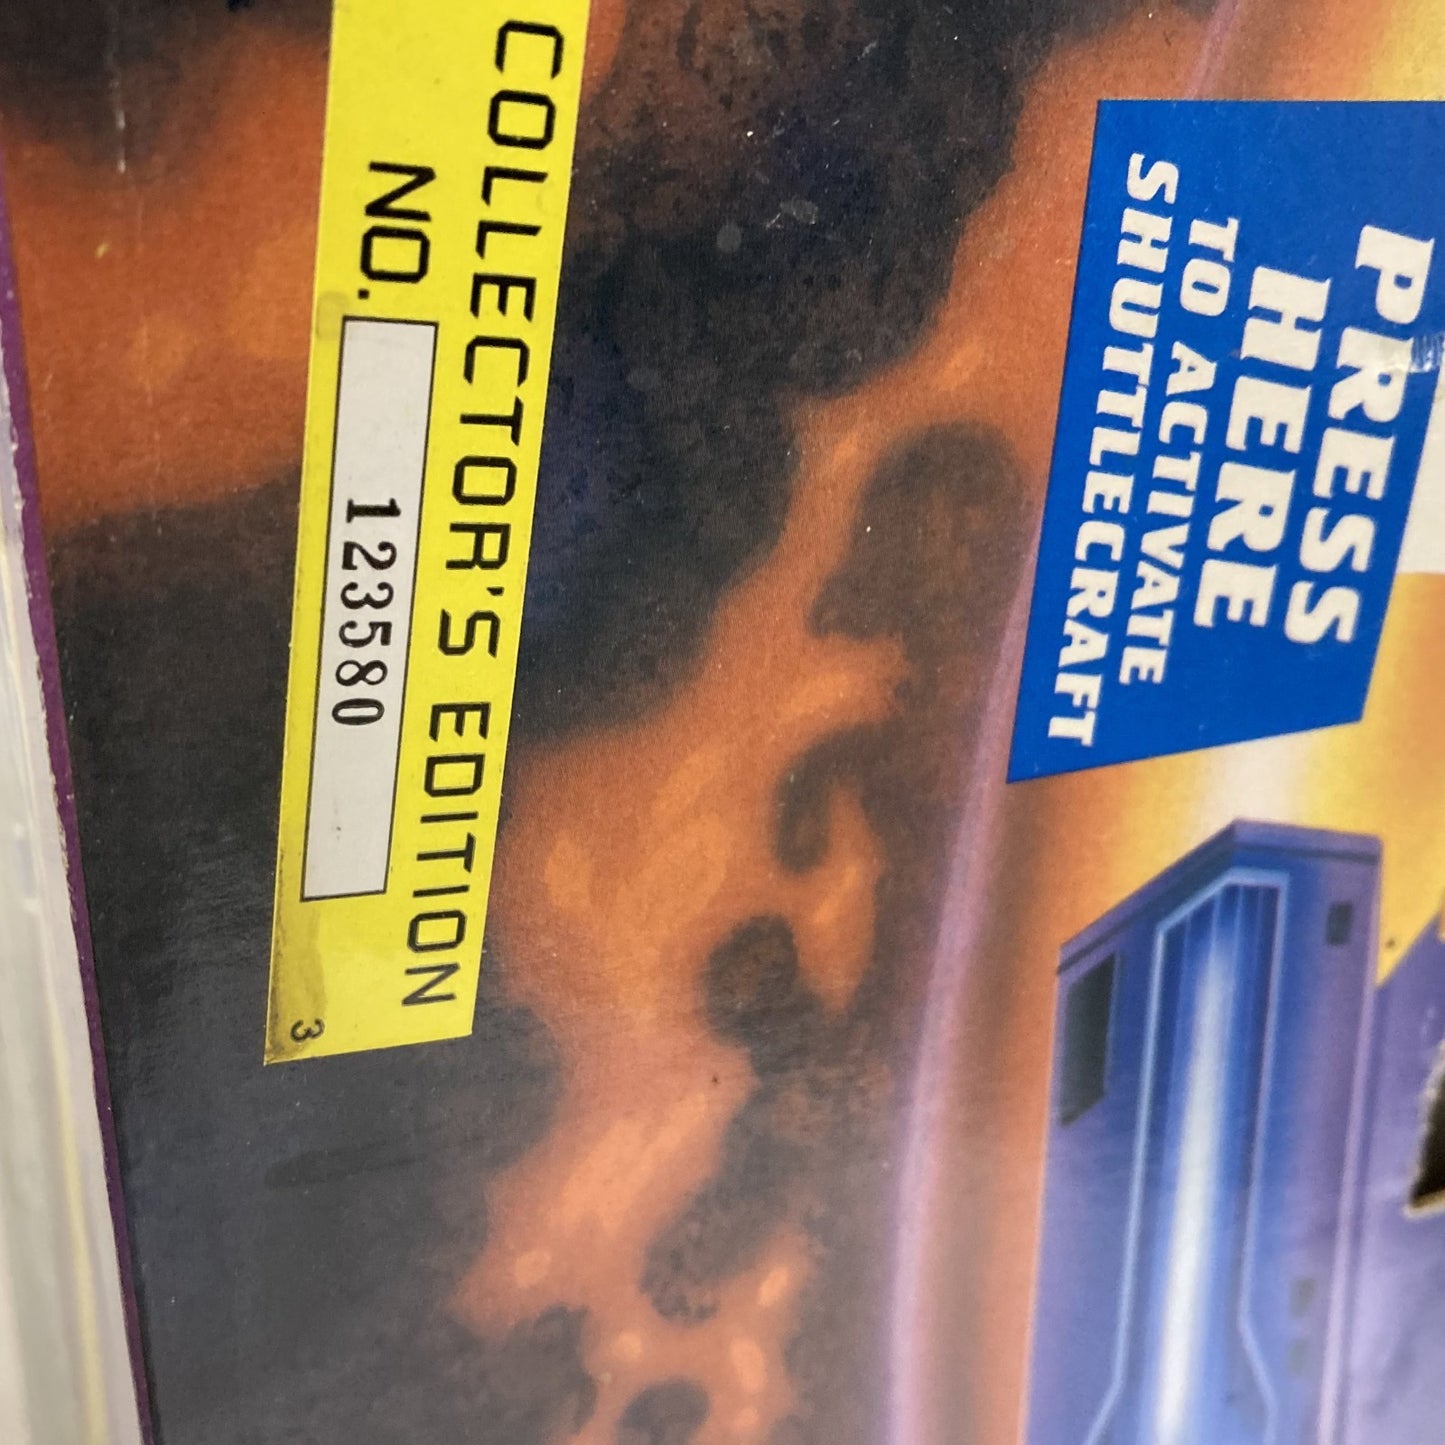 COLLECTOR'S EDITION
NO. 123580
3
PRESS
HERE
TO ACTIVATE
SHUTTLECRAFT